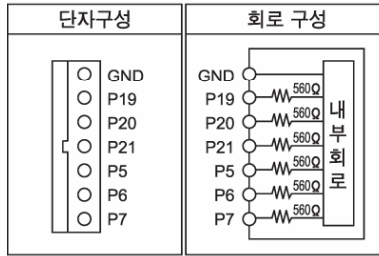 단자구성
회로 구성
GND
P19
P20
P21
P5
P6
P7
GND
P19 560Ω
P20 560Ω
P21 560Ω
P5 560Ω
P6 560Ω
P7 560Ω
내부회로